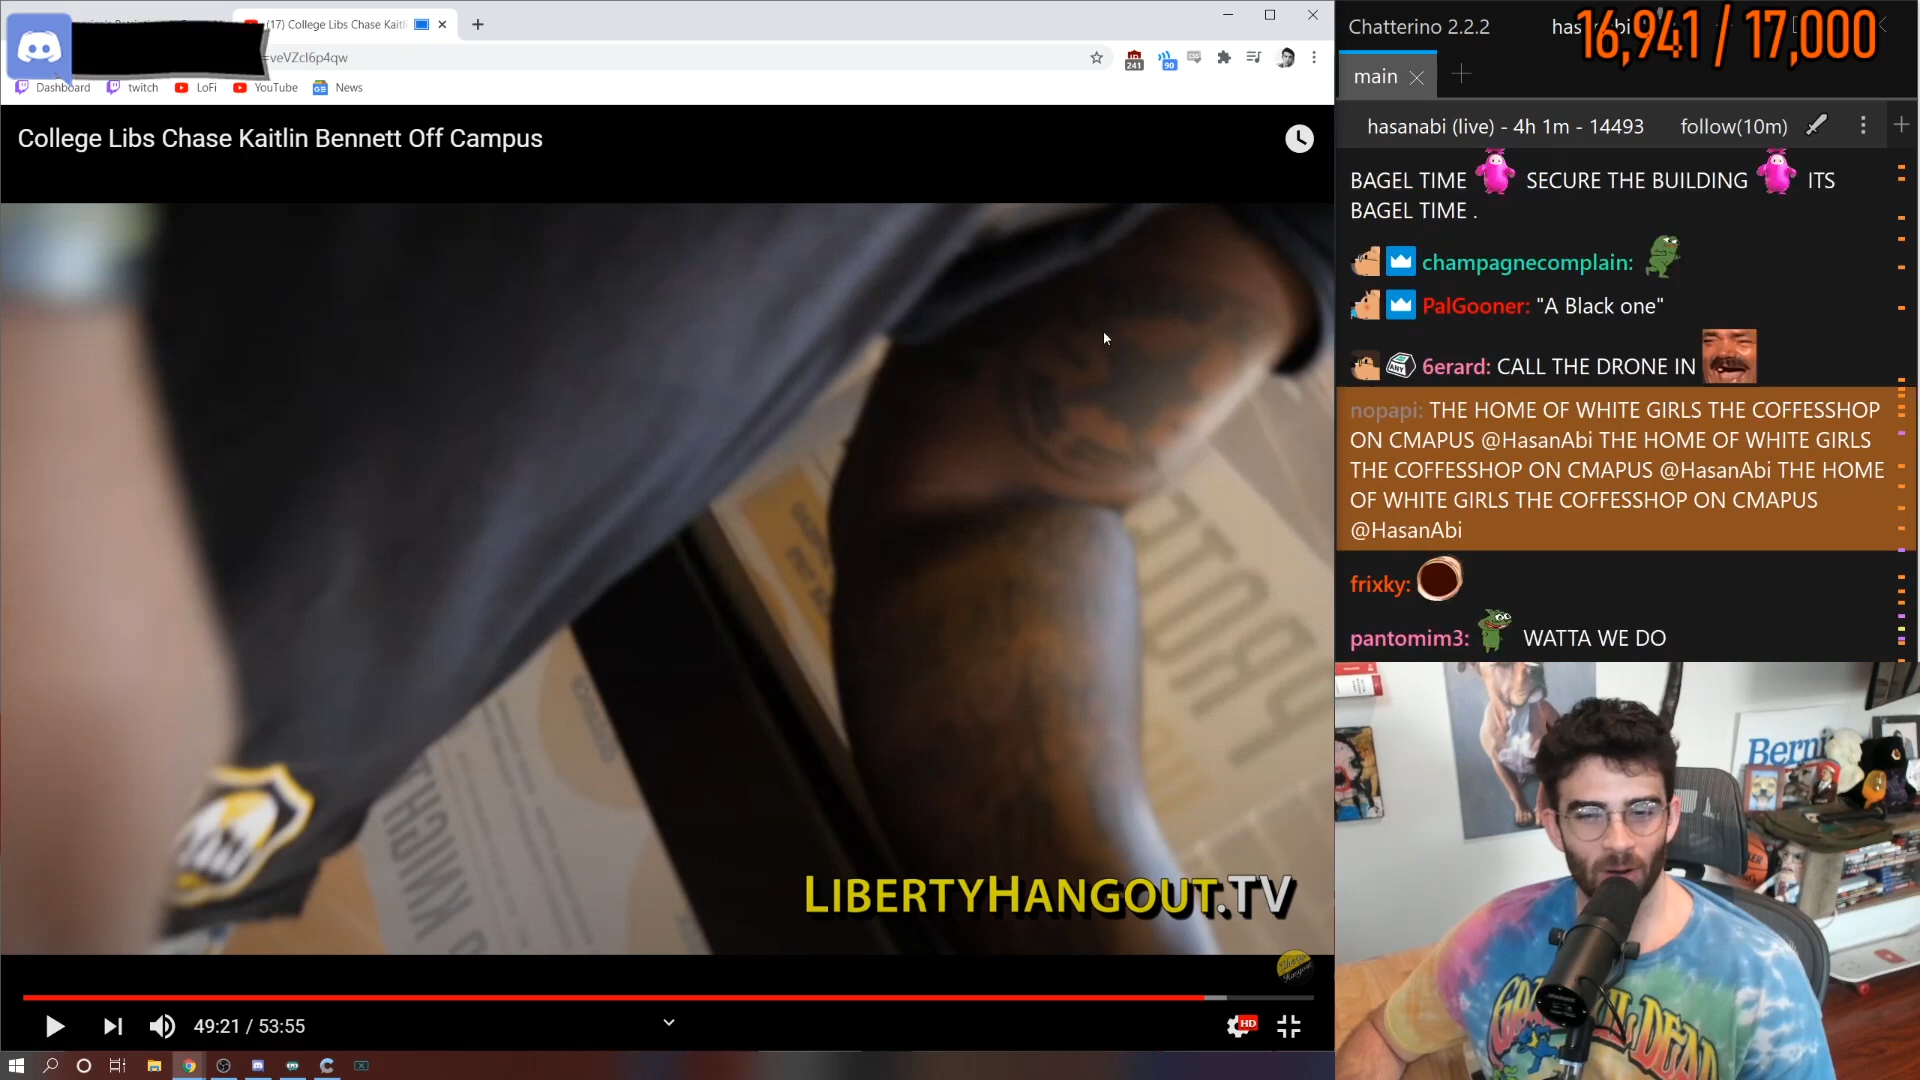 (17) College Libs Chase Kaitl
=veVZcI6p4qw
241
90
Dashboard
twitch
LoFi
YouTube
News
College Libs Chase Kaitlin Bennett Off Campus
LIBERTYHANGOUT.TV
49:21 / 53:55
HD
Chatterino 2.2.2
16,941 / 17,000
main
hasanabi (live) - 4h 1m - 14493
follow(10m)
BAGEL TIME SECURE THE BUILDING ITS
BAGEL TIME .
champagnecomplain:
PalGooner: "A Black one"
6erard: CALL THE DRONE IN
nopapi: THE HOME OF WHITE GIRLS THE COFFESSHOP
ON CMAPUS @HasanAbi THE HOME OF WHITE GIRLS
THE COFFESSHOP ON CMAPUS @HasanAbi THE HOME
OF WHITE GIRLS THE COFFESSHOP ON CMAPUS
@HasanAbi
frixky:
pantomim3: WATTA WE DO